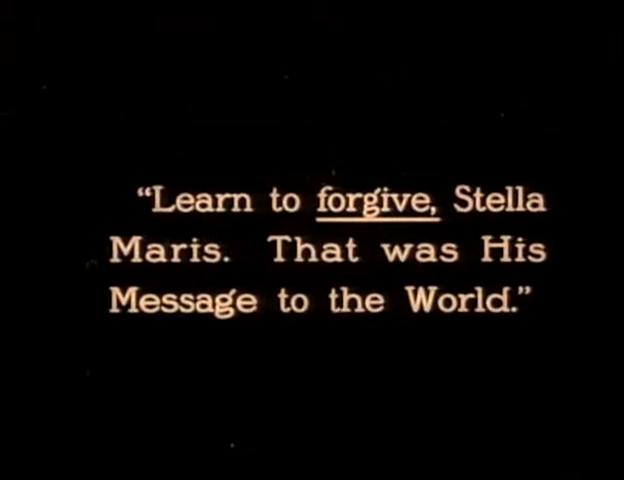 “Learn to forgive, Stella
Maris. That was His
Message to the World.”